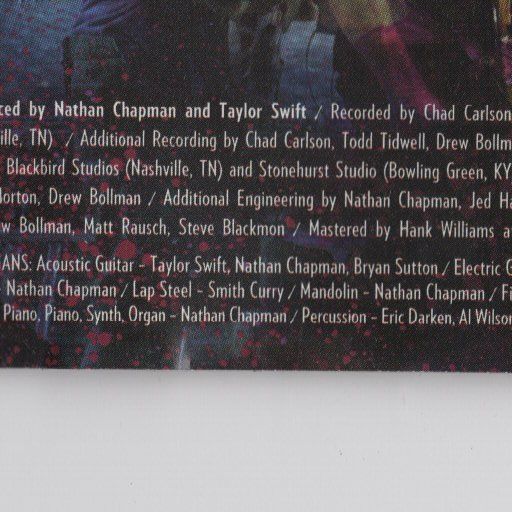 ced by Nathan Chapman and Taylor Swift / Recorded by Chad Carlson
ille, TN) / Additional Recording by Chad Carlson, Todd Tidwell, Drew Bollm
Blackbird Studios (Nashville, TN) and Stonehurst Studio (Bowling Green, KY
orton, Drew Bollman / Additional Engineering by Nathan Chapman, Jed Ha
w Bollman, Matt Rausch, Steve Blackmon / Mastered by Hank Williams a
ANS: Acoustic Guitar - Taylor Swift, Nathan Chapman, Bryan Sutton / Electric G
- Nathan Chapman / Lap Steel - Smith Curry / Mandolin - Nathan Chapman / Fi
Piano, Piano, Synth, Organ - Nathan Chapman / Percussion - Eric Darken, Al Wilson